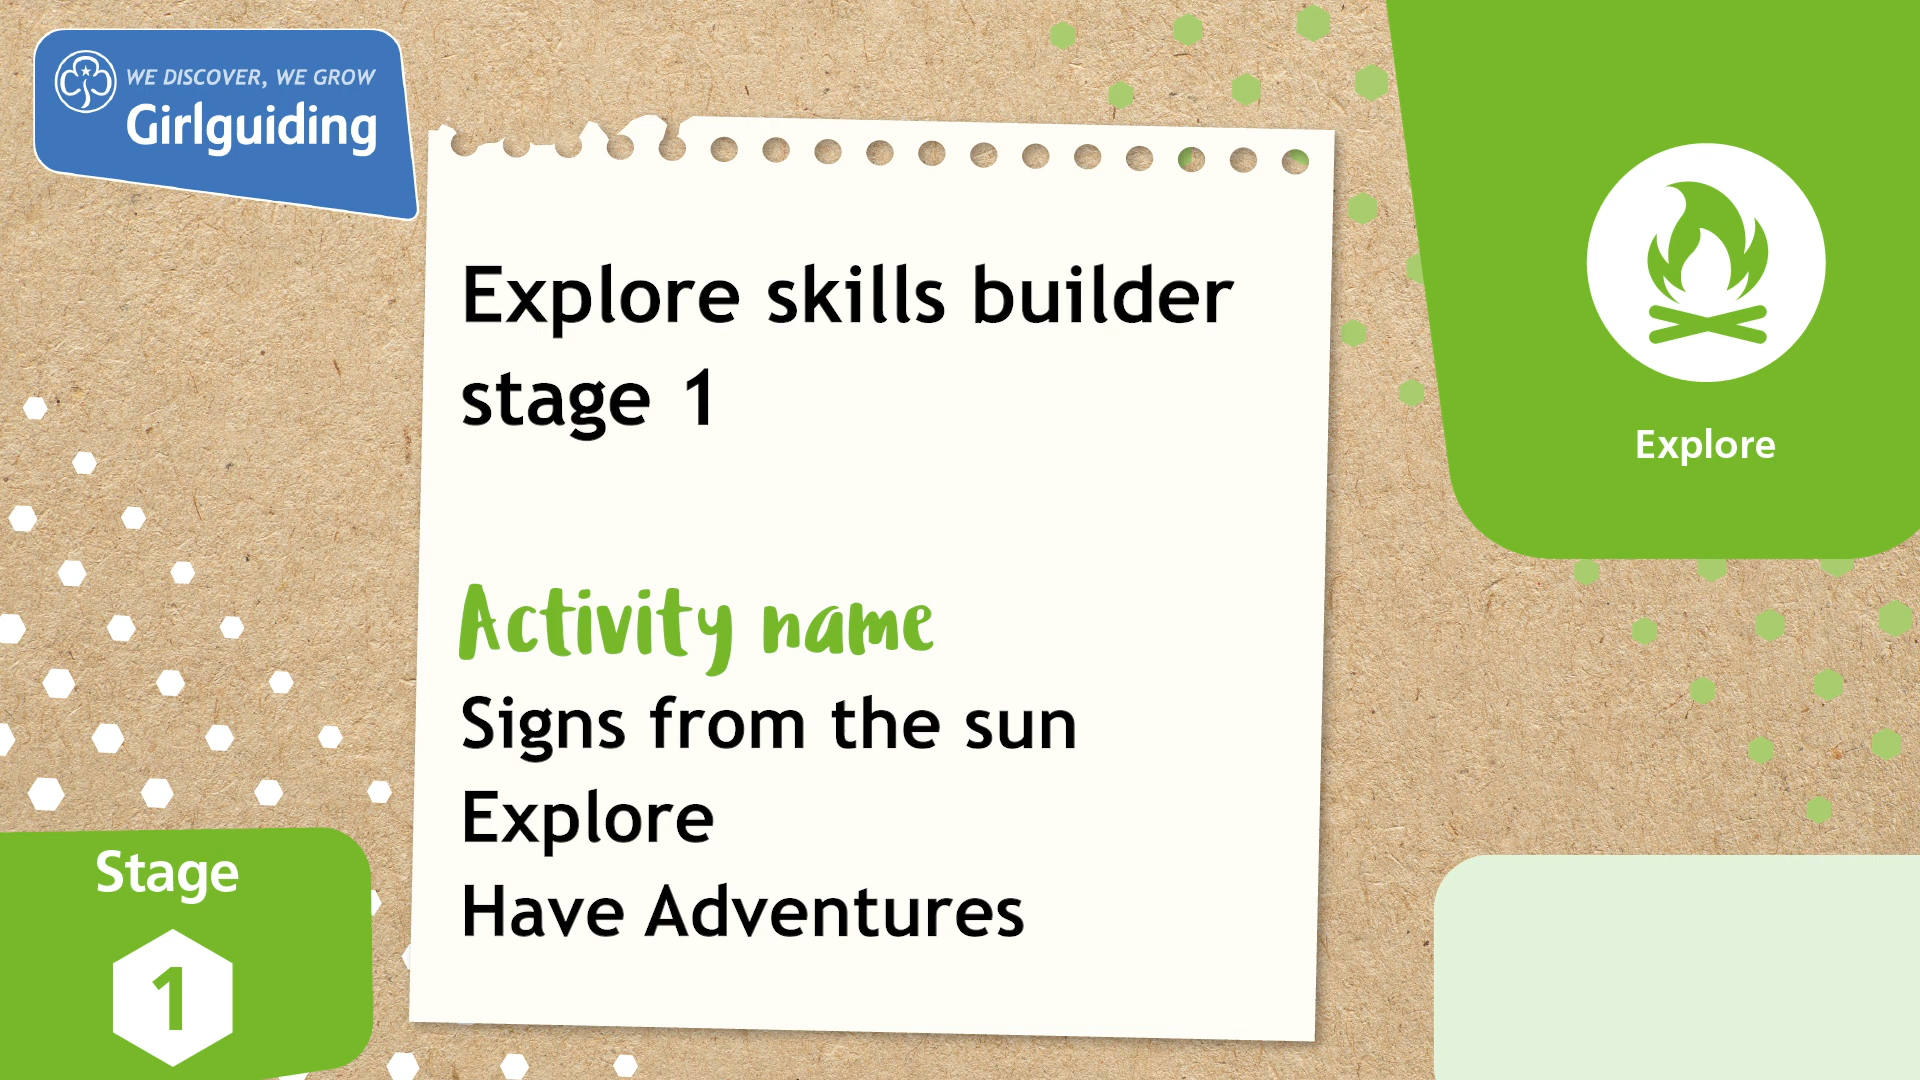 WE DISCOVER, WE GROW
Girlguiding
Explore skills builder
stage 1
Activity name
Signs from the sun
Explore
Have Adventures
Explore
Stage
1